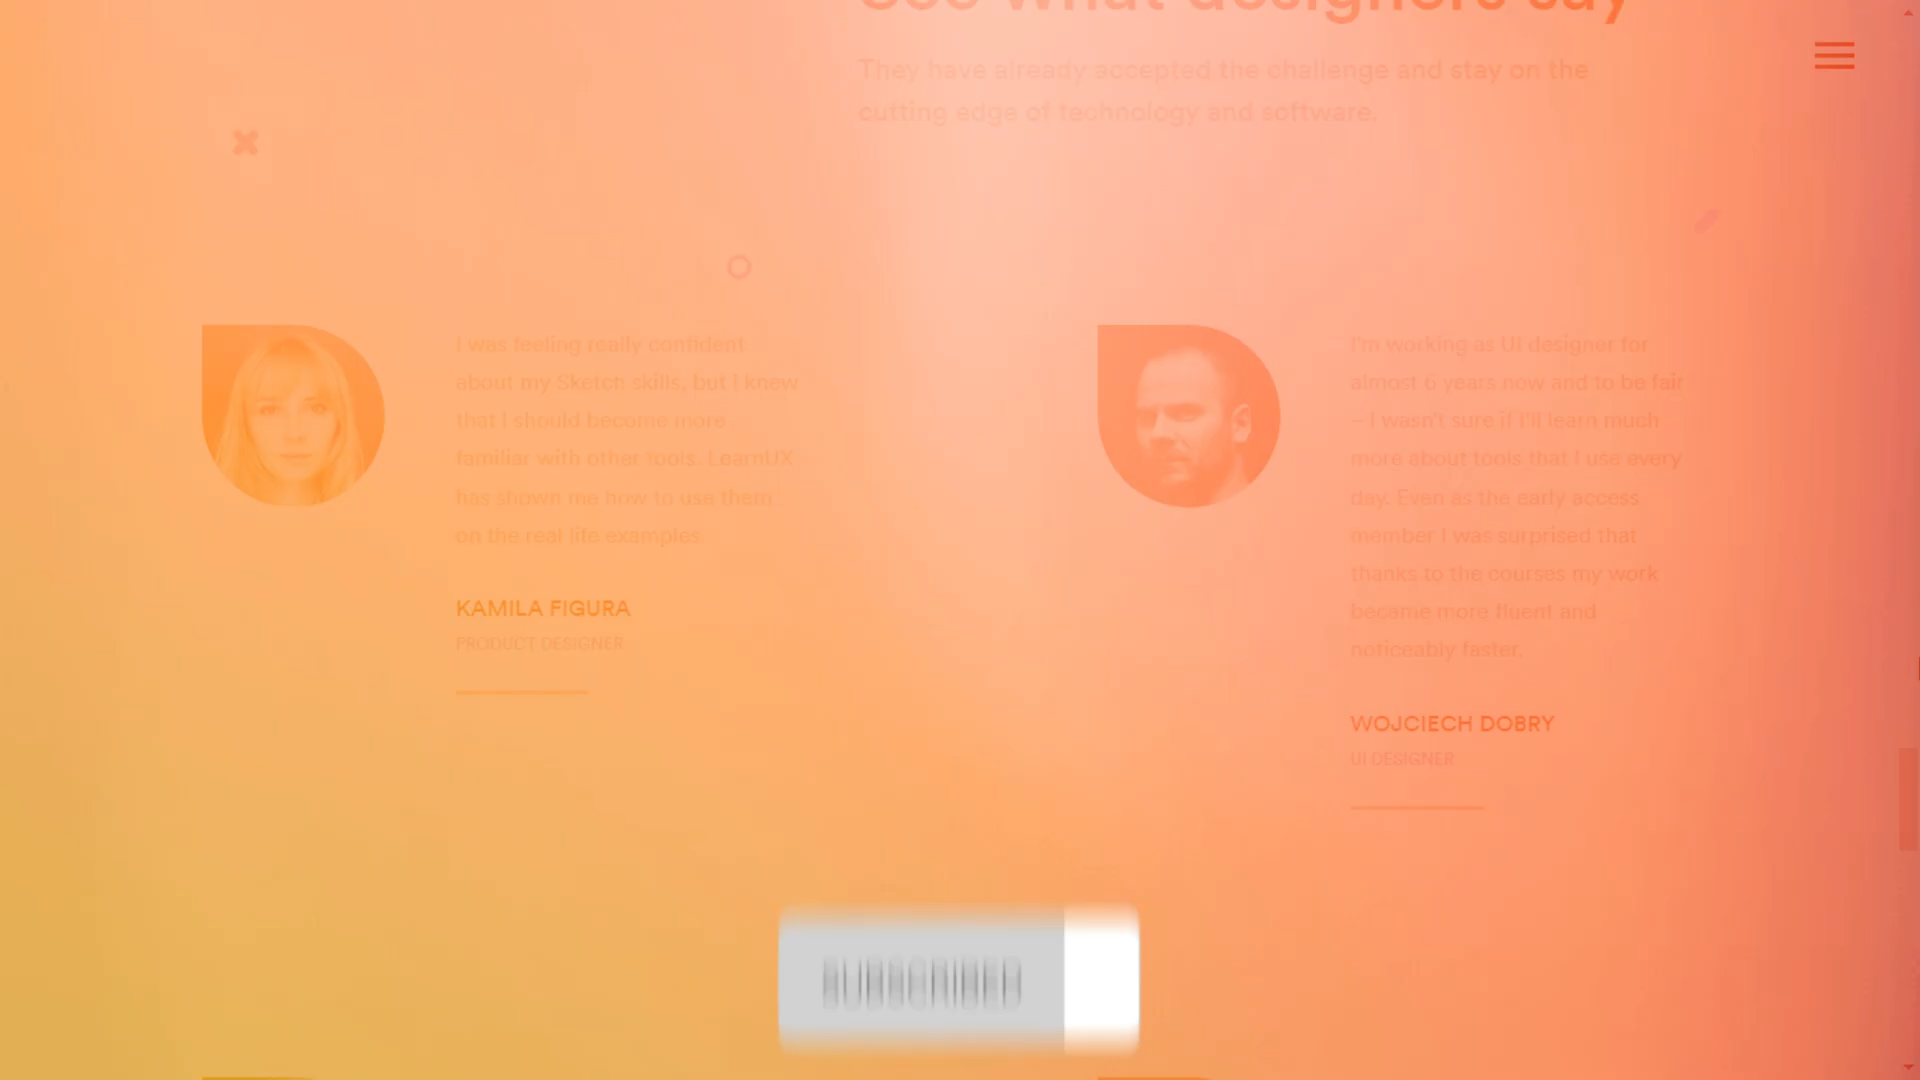 See what designers say
They have already accepted the challenge and stay on the
cutting edge of technology and software.
I was feeling really confident
about my Sketch skills, but I knew
that I should become more
familiar with other tools. LearnUX
has shown me how to use them
on the real life examples.
KAMILA FIGURA
PRODUCT DESIGNER
I'm working as UI designer for
almost 6 years now and to be fair
– I wasn't sure if I'll learn much
more about tools that I use every
day. Even as the early access
member I was surprised that
thanks to the courses my work
became more fluent and
noticeably faster.
WOJCIECH DOBRY
UI DESIGNER
SUBSCRIBED